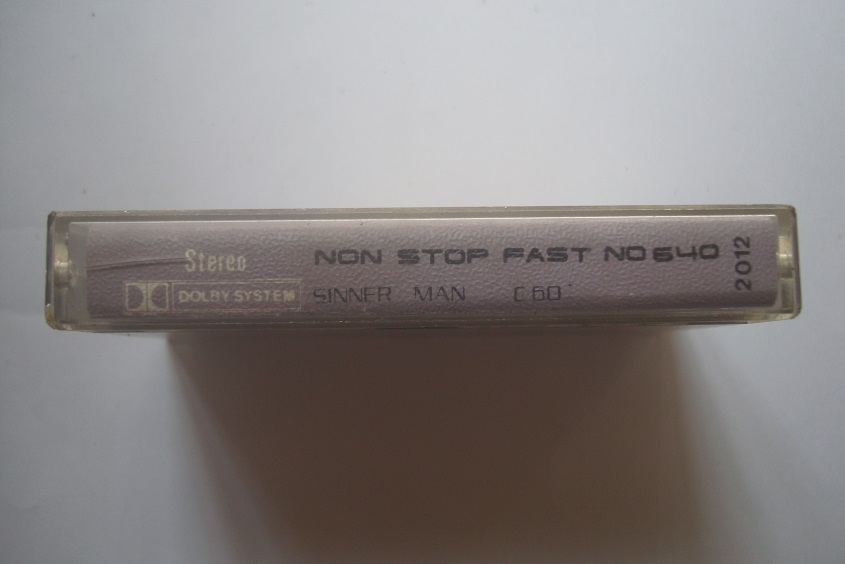 Stereo
DOLBY SYSTEM
NON STOP FAST NO 640
SINNER MAN C60
2012